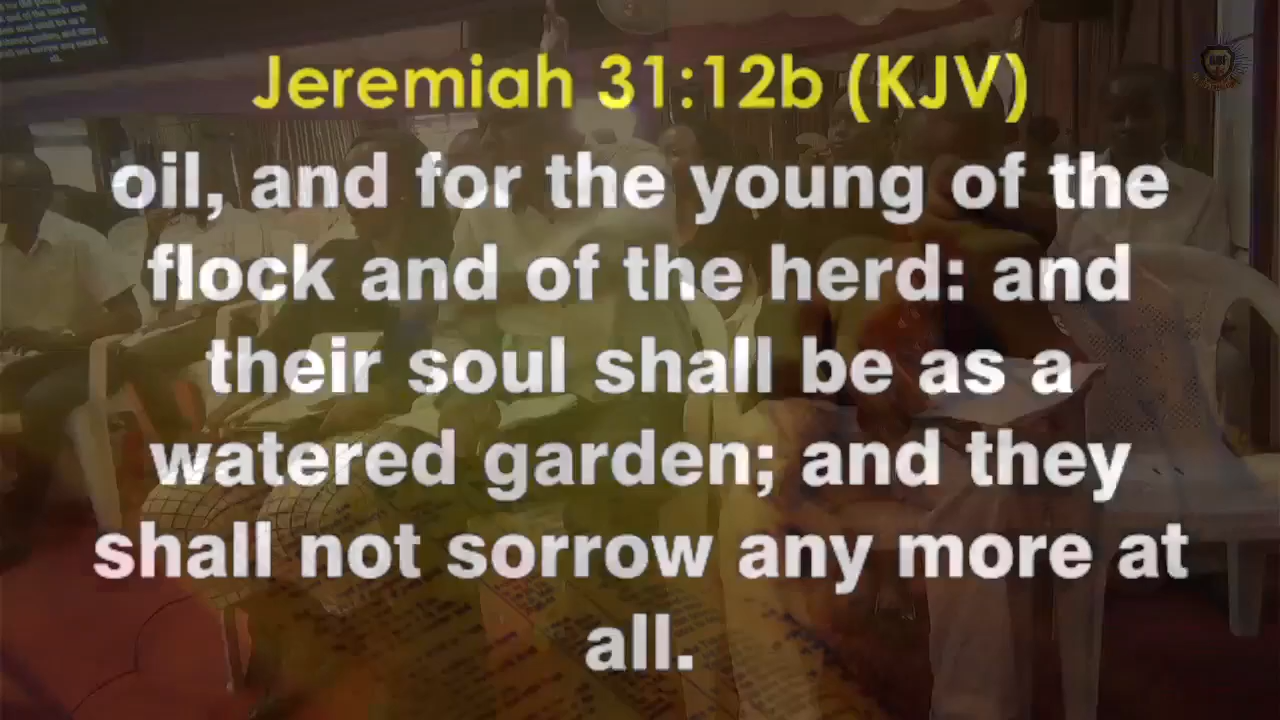 Jeremiah 31:12b (KJV)
oil, and for the young of the
flock and of the herd: and
their soul shall be as a
watered garden; and they
shall not sorrow any more at
all.